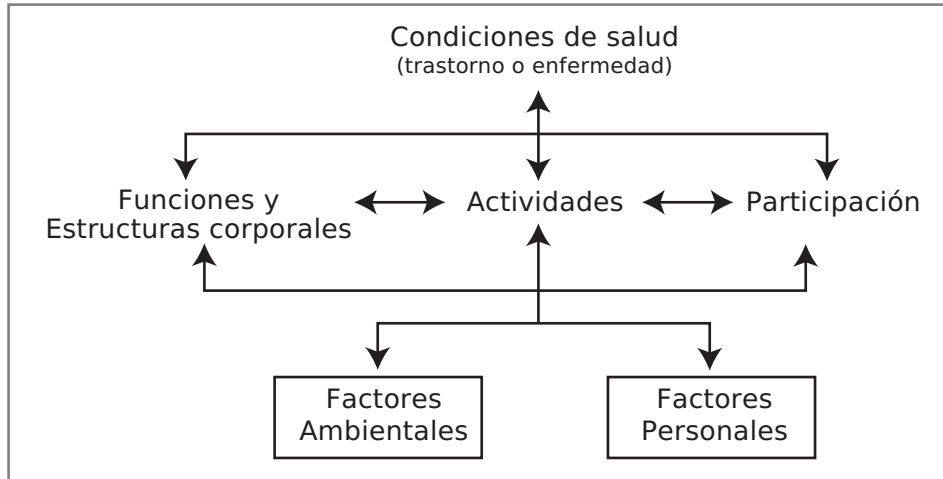 Condiciones de salud
(trastorno o enfermedad)
Funciones y
Estructuras corporales
Actividades
Participación
Factores
Ambientales
Factores
Personales